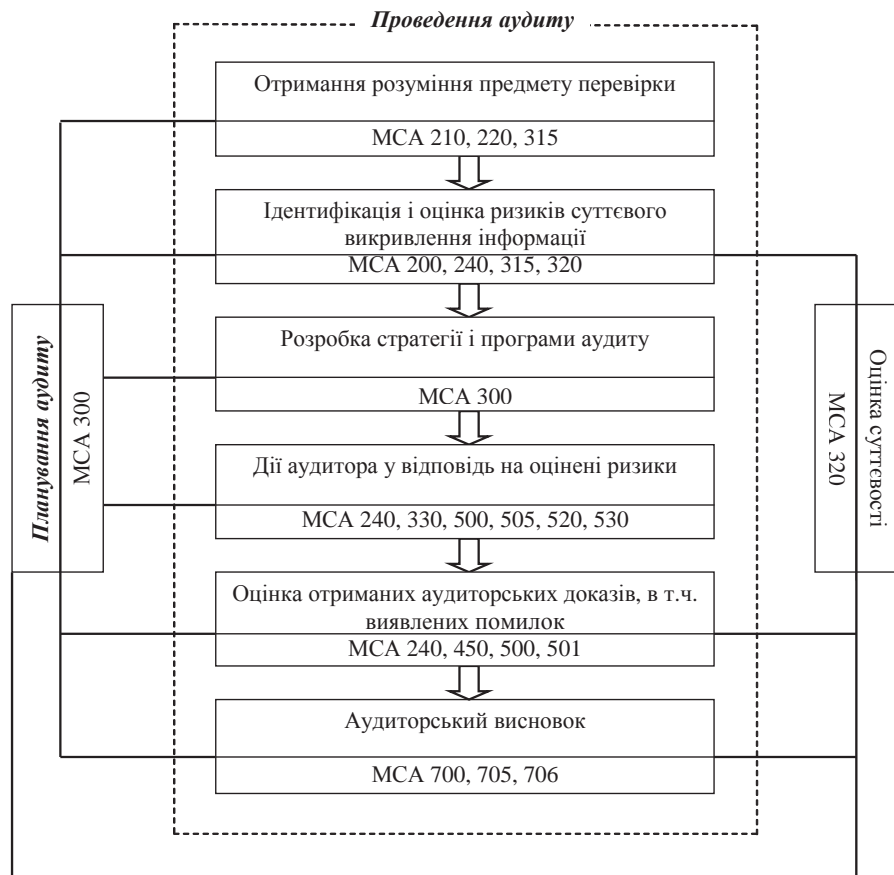 Проведення аудиту
Отримання розуміння предмету перевірки
МСА 210, 220, 315
Ідентифікація і оцінка ризиків суттєвого
викривлення інформації
МСА 200, 240, 315, 320
Розробка стратегії і програми аудиту
МСА 300
Планування аудиту
МСА 300
Оцінка суттєвості
МСА 320
Дії аудитора у відповідь на оцінені ризики
МСА 240, 330, 500, 505, 520, 530
Оцінка отриманих аудиторських доказів, в т.ч.
виявлених помилок
МСА 240, 450, 500, 501
Аудиторський висновок
МСА 700, 705, 706